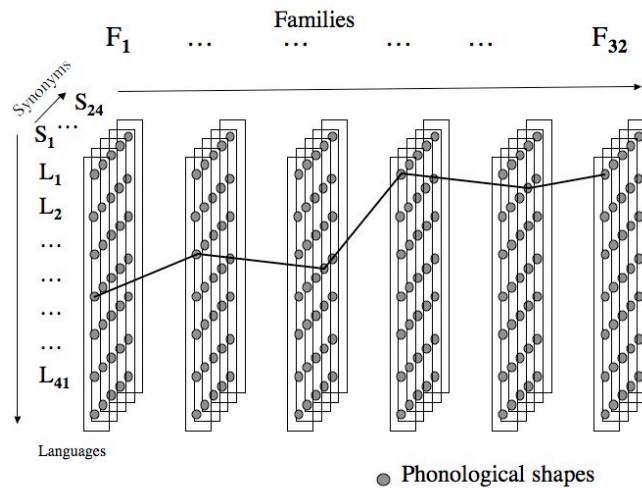 Families
F1 ... ... ... ... F32
Synonyms
S24
S1 ...
L1
L2
...
...
...
...
L41
Languages
Phonological shapes